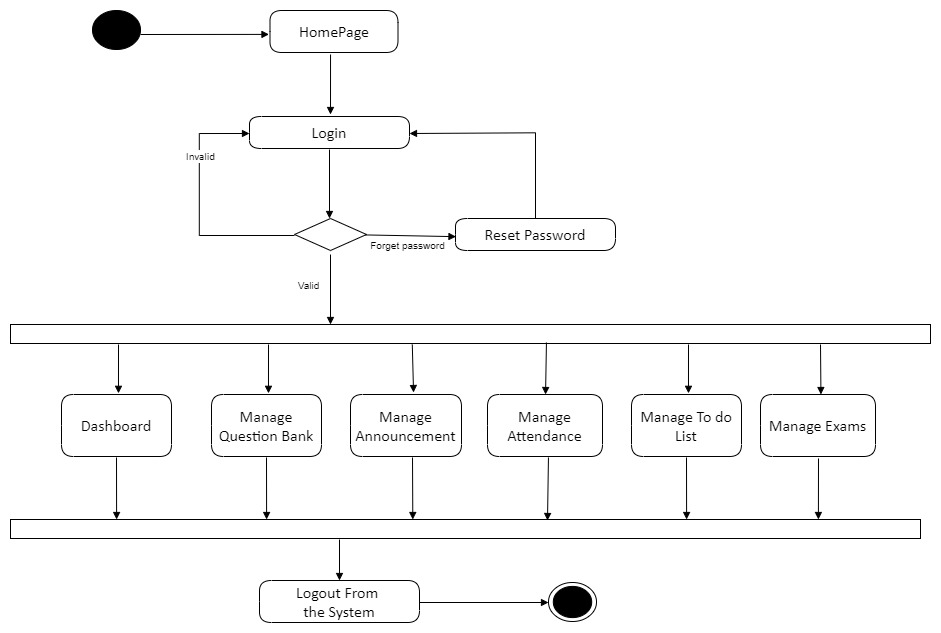 HomePage
Login
Invalid
Reset Password
Forget password
Valid
Dashboard
Manage
Question Bank
Manage
Announcement
Manage
Attendance
Manage To do
List
Manage Exams
Logout From
the System